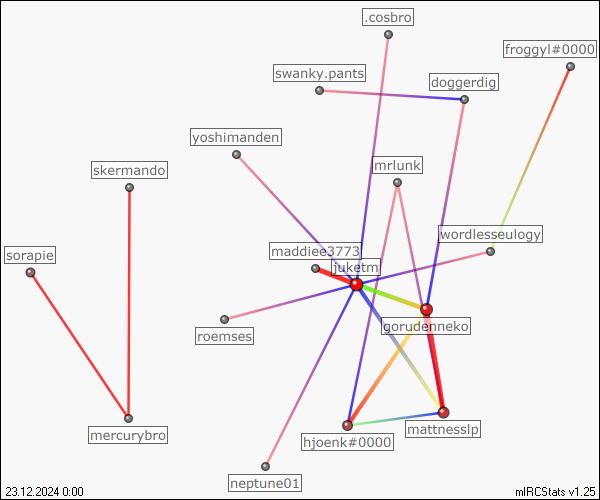 .cosbro
froggyl#0000
swanky.pants
doggerdig
yoshimanden
mrlunk
skermando
wordlesseulogy
maddiee3773
sorapie
juketm
gorudenneko
roemses
mattnesslp
mercurybro
hjoenk#0000
neptune01
23.12.2024 0:00
mIRCStats v1.25